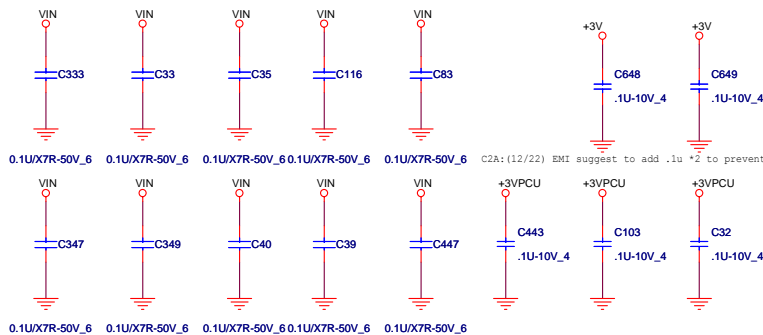 VIN VIN VIN VIN VIN +3V +3V
C333 C33 C35 C116 C83 C648 C649
.1U-10V_4 .1U-10V_4
0.1U/X7R-50V_6 0.1U/X7R-50V_6 0.1U/X7R-50V_6 0.1U/X7R-50V_6 0.1U/X7R-50V_6 C2A:(12/22) EMI suggest to add .1u *2 to prevent
VIN VIN VIN VIN VIN +3VPCU +3VPCU +3VPCU
C347 C349 C40 C39 C447 C443 C103 C32
.1U-10V_4 .1U-10V_4 .1U-10V_4
0.1U/X7R-50V_6 0.1U/X7R-50V_6 0.1U/X7R-50V_6 0.1U/X7R-50V_6 0.1U/X7R-50V_6